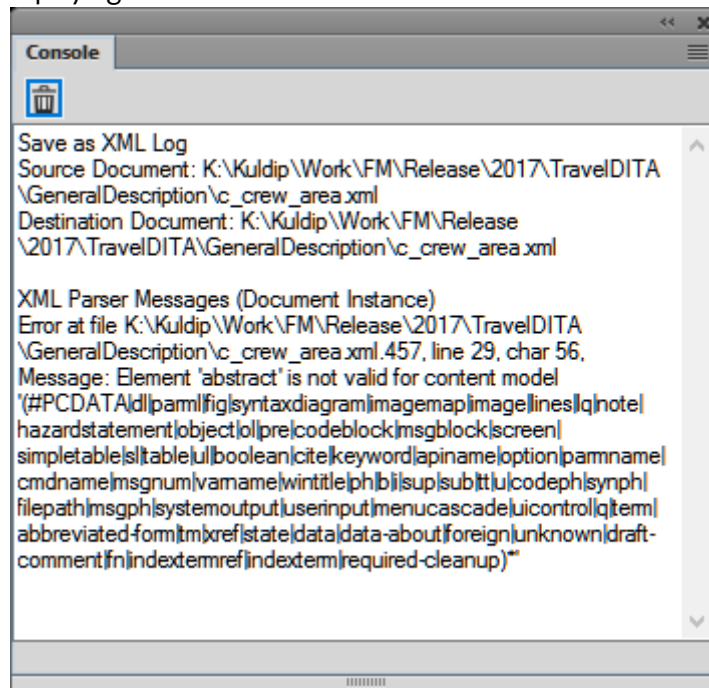 Console
Save as XML Log
Source Document: K:\Kuldip\Work\FM\Release\2017\TravelDITA
\GeneralDescription\c_crew_area.xml
Destination Document: K:\Kuldip\Work\FM\Release
\2017\TravelDITA\GeneralDescription\c_crew_area.xml
XML Parser Messages (Document Instance)
Error at file K:\Kuldip\Work\FM\Release\2017\TravelDITA
\GeneralDescription\c_crew_area.xml.457, line 29, char 56,
Message: Element 'abstract' is not valid for content model
'(#PCDATA|dl|parml|fig|syntaxdiagram|imagemap|image|lines|lq|note|
hazardstatement|object|ol|pre|codeblock|msgblock|screen|
simpletable|sl|table|ul|boolean|cite|keyword|apiname|option|parmname|
cmdname|msgnum|varname|wintitle|ph|b|i|sup|sub|tt|u|codeph|synph|
filepath|msgph|systemoutput|userinput|menucascade|uicontrol|q|term|
abbreviated-form|tm|xref|state|data|data-about|foreign|unknown|draft-
comment|fn|indextermref|indexterm|required-cleanup)*'